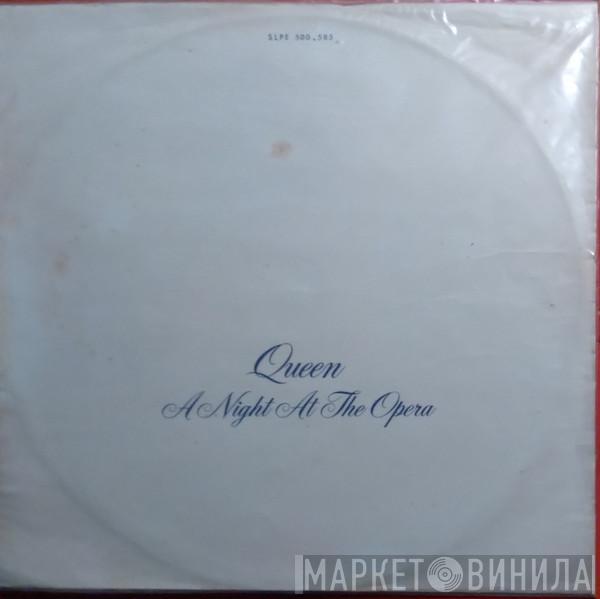 SLPE 500.583
Queen
A Night At The Opera
МАРКЕТ ВИНИЛА